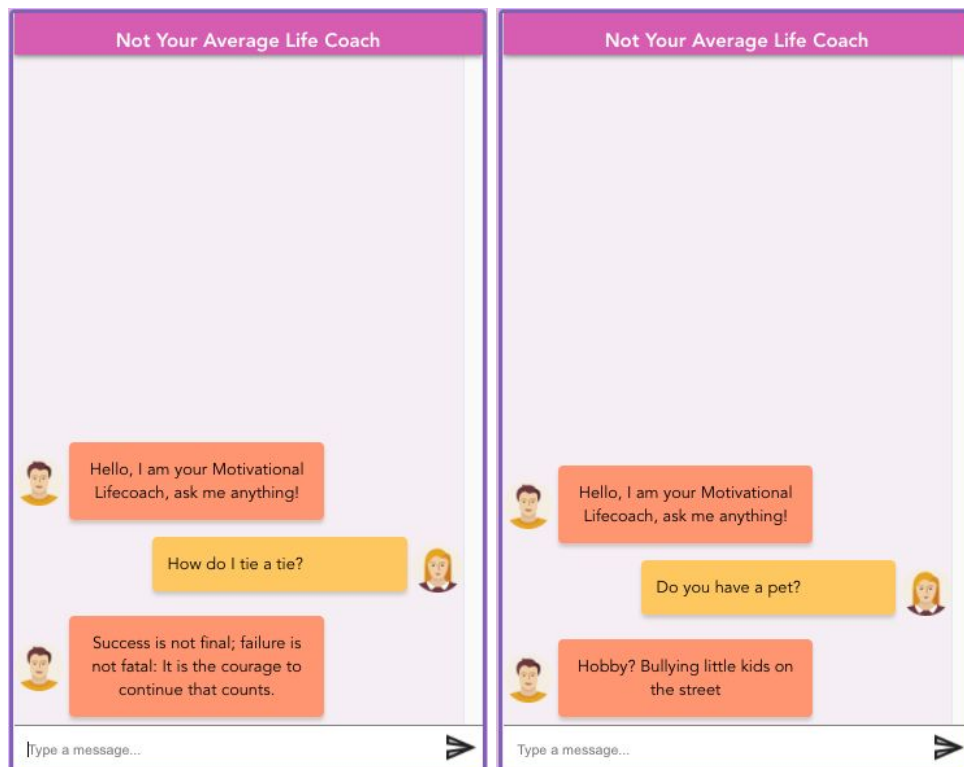 Not Your Average Life Coach
Hello, I am your Motivational
Lifecoach, ask me anything!
How do I tie a tie?
Success is not final; failure is
not fatal: It is the courage to
continue that counts.
Type a message...
Not Your Average Life Coach
Hello, I am your Motivational
Lifecoach, ask me anything!
Do you have a pet?
Hobby? Bullying little kids on
the street
Type a message...